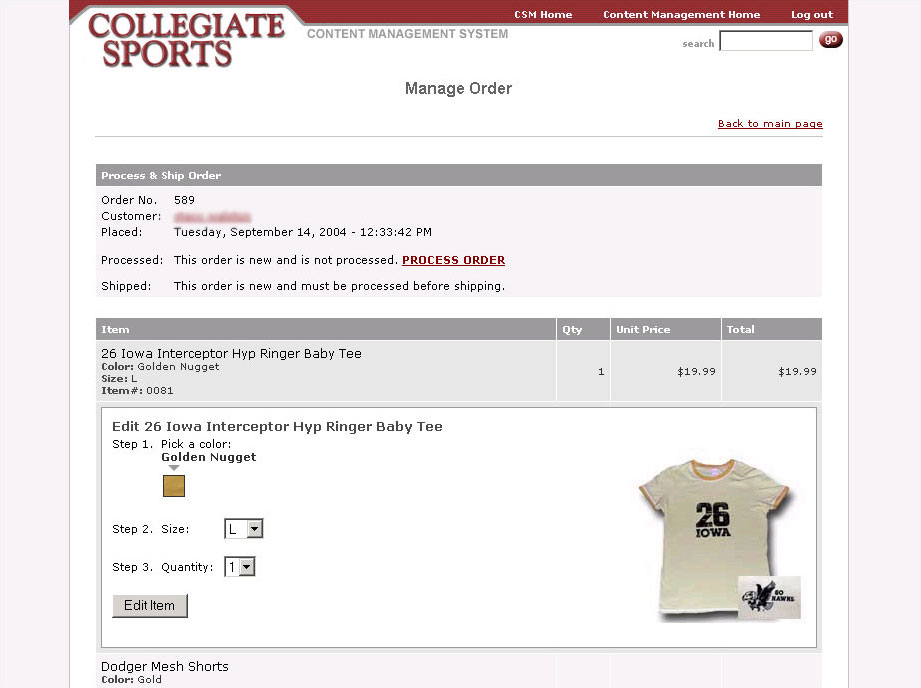 CSM Home Content Management Home Log out
COLLEGIATE
SPORTS
CONTENT MANAGEMENT SYSTEM
search go
Manage Order
Back to main page
Process & Ship Order
Order No. 589
Customer:
Placed: Tuesday, September 14, 2004 - 12:33:42 PM
Processed: This order is new and is not processed. PROCESS ORDER
Shipped: This order is new and must be processed before shipping.
Item Qty Unit Price Total
26 Iowa Interceptor Hyp Ringer Baby Tee
Color: Golden Nugget
Size: L
Item#: 0081
1 $19.99 $19.99
Edit 26 Iowa Interceptor Hyp Ringer Baby Tee
Step 1. Pick a color:
Golden Nugget
Step 2. Size: L
Step 3. Quantity: 1
Edit Item
26
IOWA
GO
HAWKS
Dodger Mesh Shorts
Color: Gold